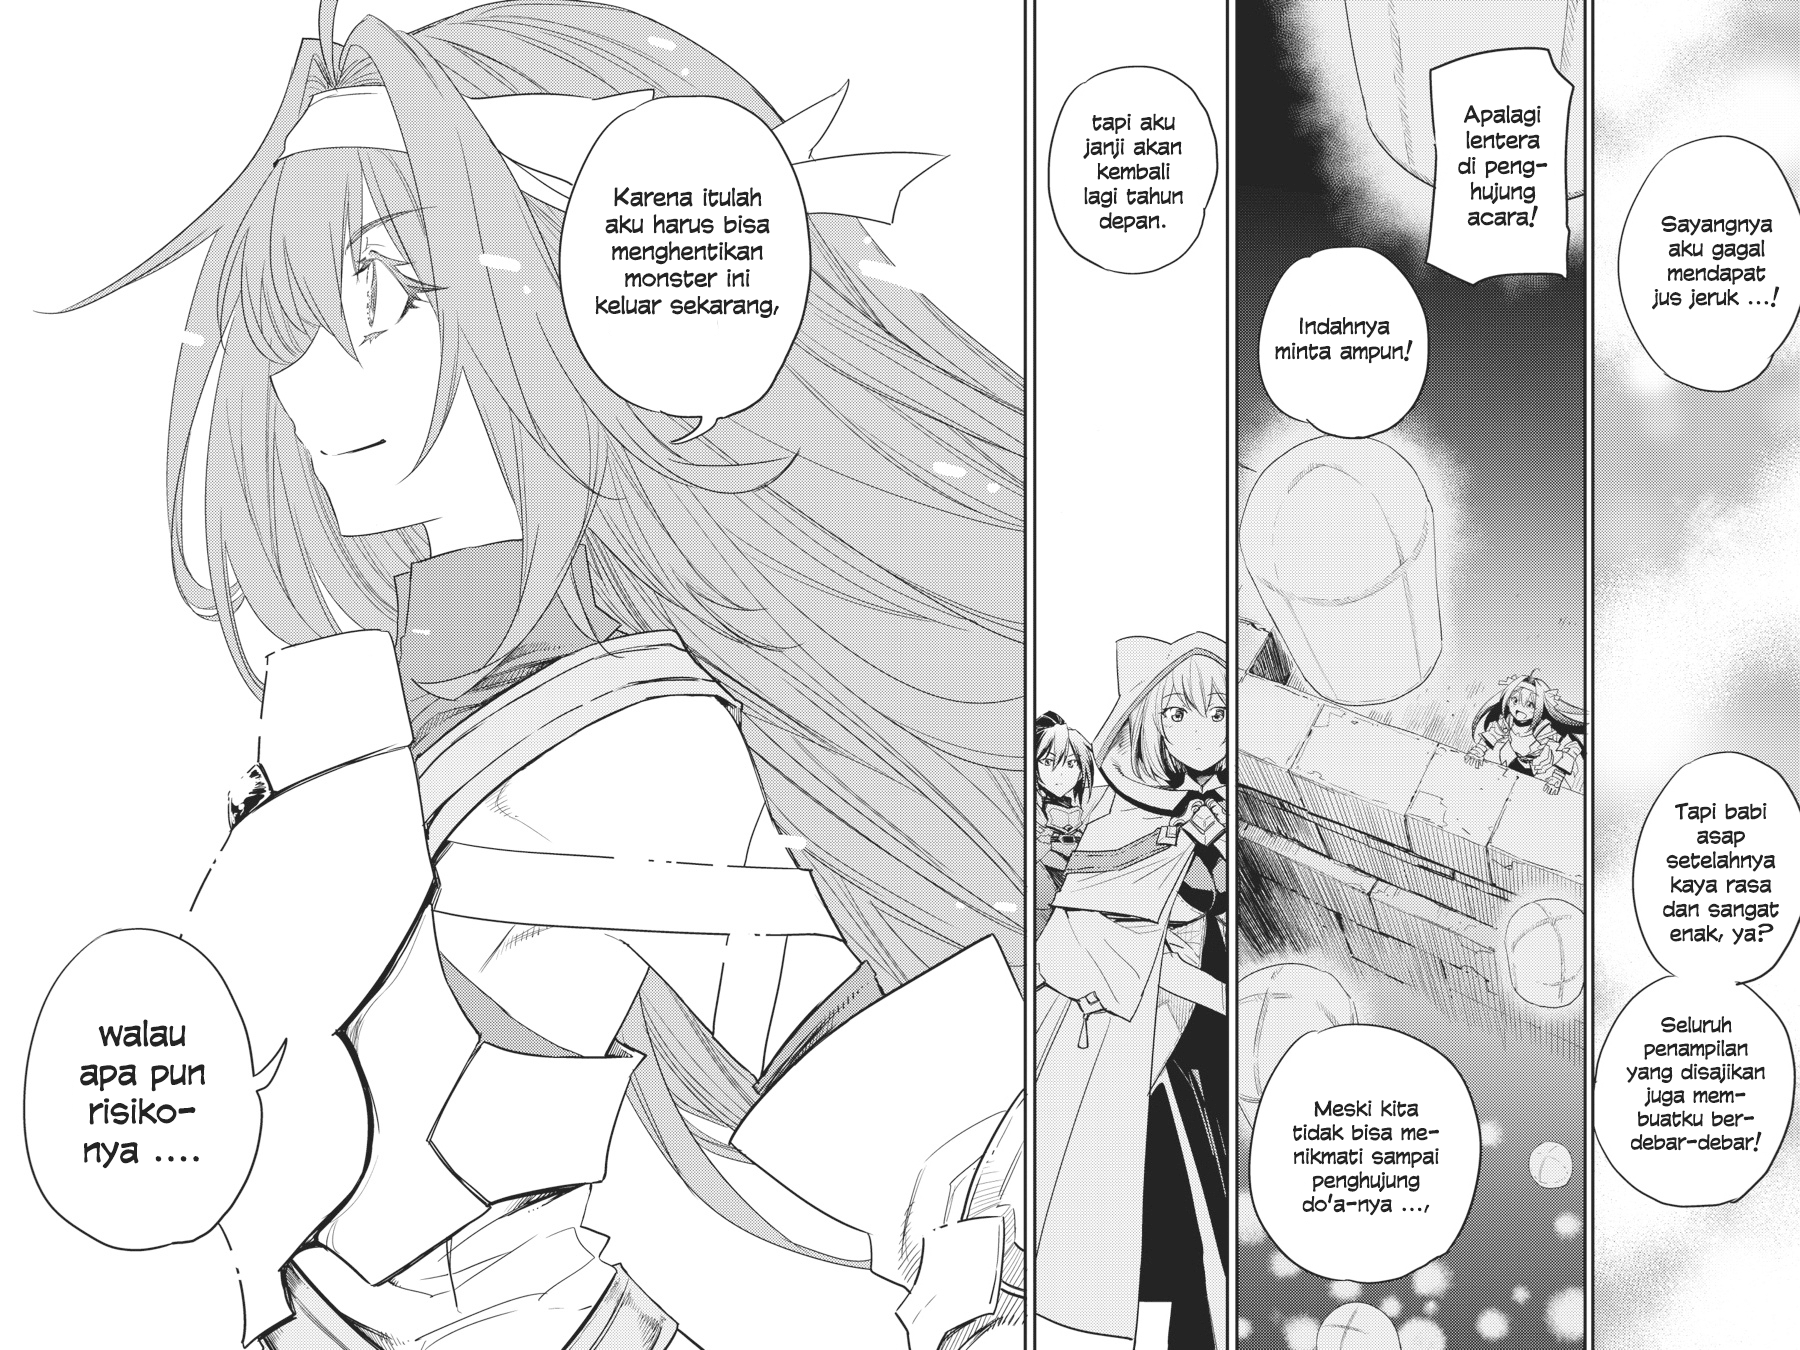 Sayangnya
aku gagal
mendapat
jus jeruk ...!
Tapi babi
asap
setelahnya
kaya rasa
dan sangat
enak, ya?
Seluruh
penampilan
yang disajikan
juga mem-
buatku ber-
debar-debar!
Apalagi
lentera
di peng-
hujung
acara!
Indahnya
minta ampun!
Meski kita
tidak bisa me-
nikmati sampai
penghujung
do'a-nya ...,
tapi aku
janji akan
kembali
lagi tahun
depan.
Karena itulah
aku harus bisa
menghentikan
monster ini
keluar sekarang,
walau
apa pun
risiko-
nya ....